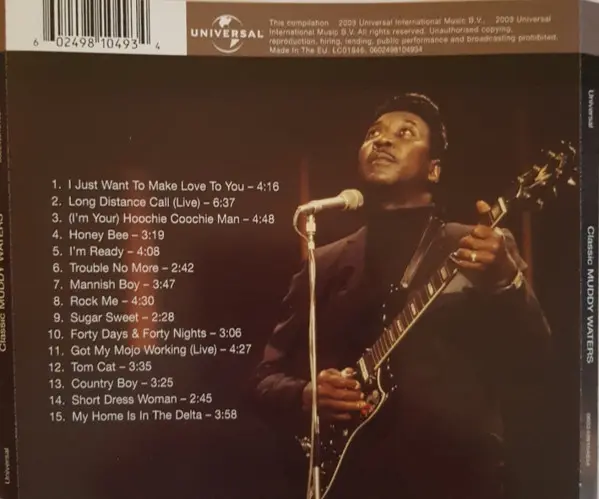 6 02498 10493 4
UNIVERSAL
This compilation 2009 Universal International Music B.V., 2009 Universal
International Music B.V. All rights reserved. Unauthorised copying,
reproduction, hiring, lending, public performance and broadcasting prohibited.
Made In The EU. LC01846. 0602498104934
1. I Just Want To Make Love To You – 4:16
2. Long Distance Call (Live) – 6:37
3. (I'm Your) Hoochie Coochie Man – 4:48
4. Honey Bee – 3:19
5. I'm Ready – 4:08
6. Trouble No More – 2:42
7. Mannish Boy – 3:47
8. Rock Me – 4:30
9. Sugar Sweet – 2:28
10. Forty Days & Forty Nights – 3:06
11. Got My Mojo Working (Live) – 4:27
12. Tom Cat – 3:35
13. Country Boy – 3:25
14. Short Dress Woman – 2:45
15. My Home Is In The Delta – 3:58
Classic MUDDY WATERS
Universal
Universal
Classic MUDDY WATERS